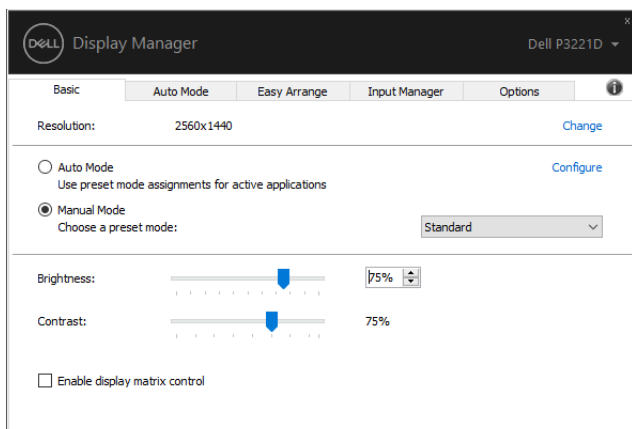 DELL Display Manager
Dell P3221D
Basic Auto Mode Easy Arrange Input Manager Options
Resolution: 2560x1440 Change
Auto Mode Configure
Use preset mode assignments for active applications
Manual Mode
Choose a preset mode: Standard
Brightness: 75%
Contrast: 75%
Enable display matrix control